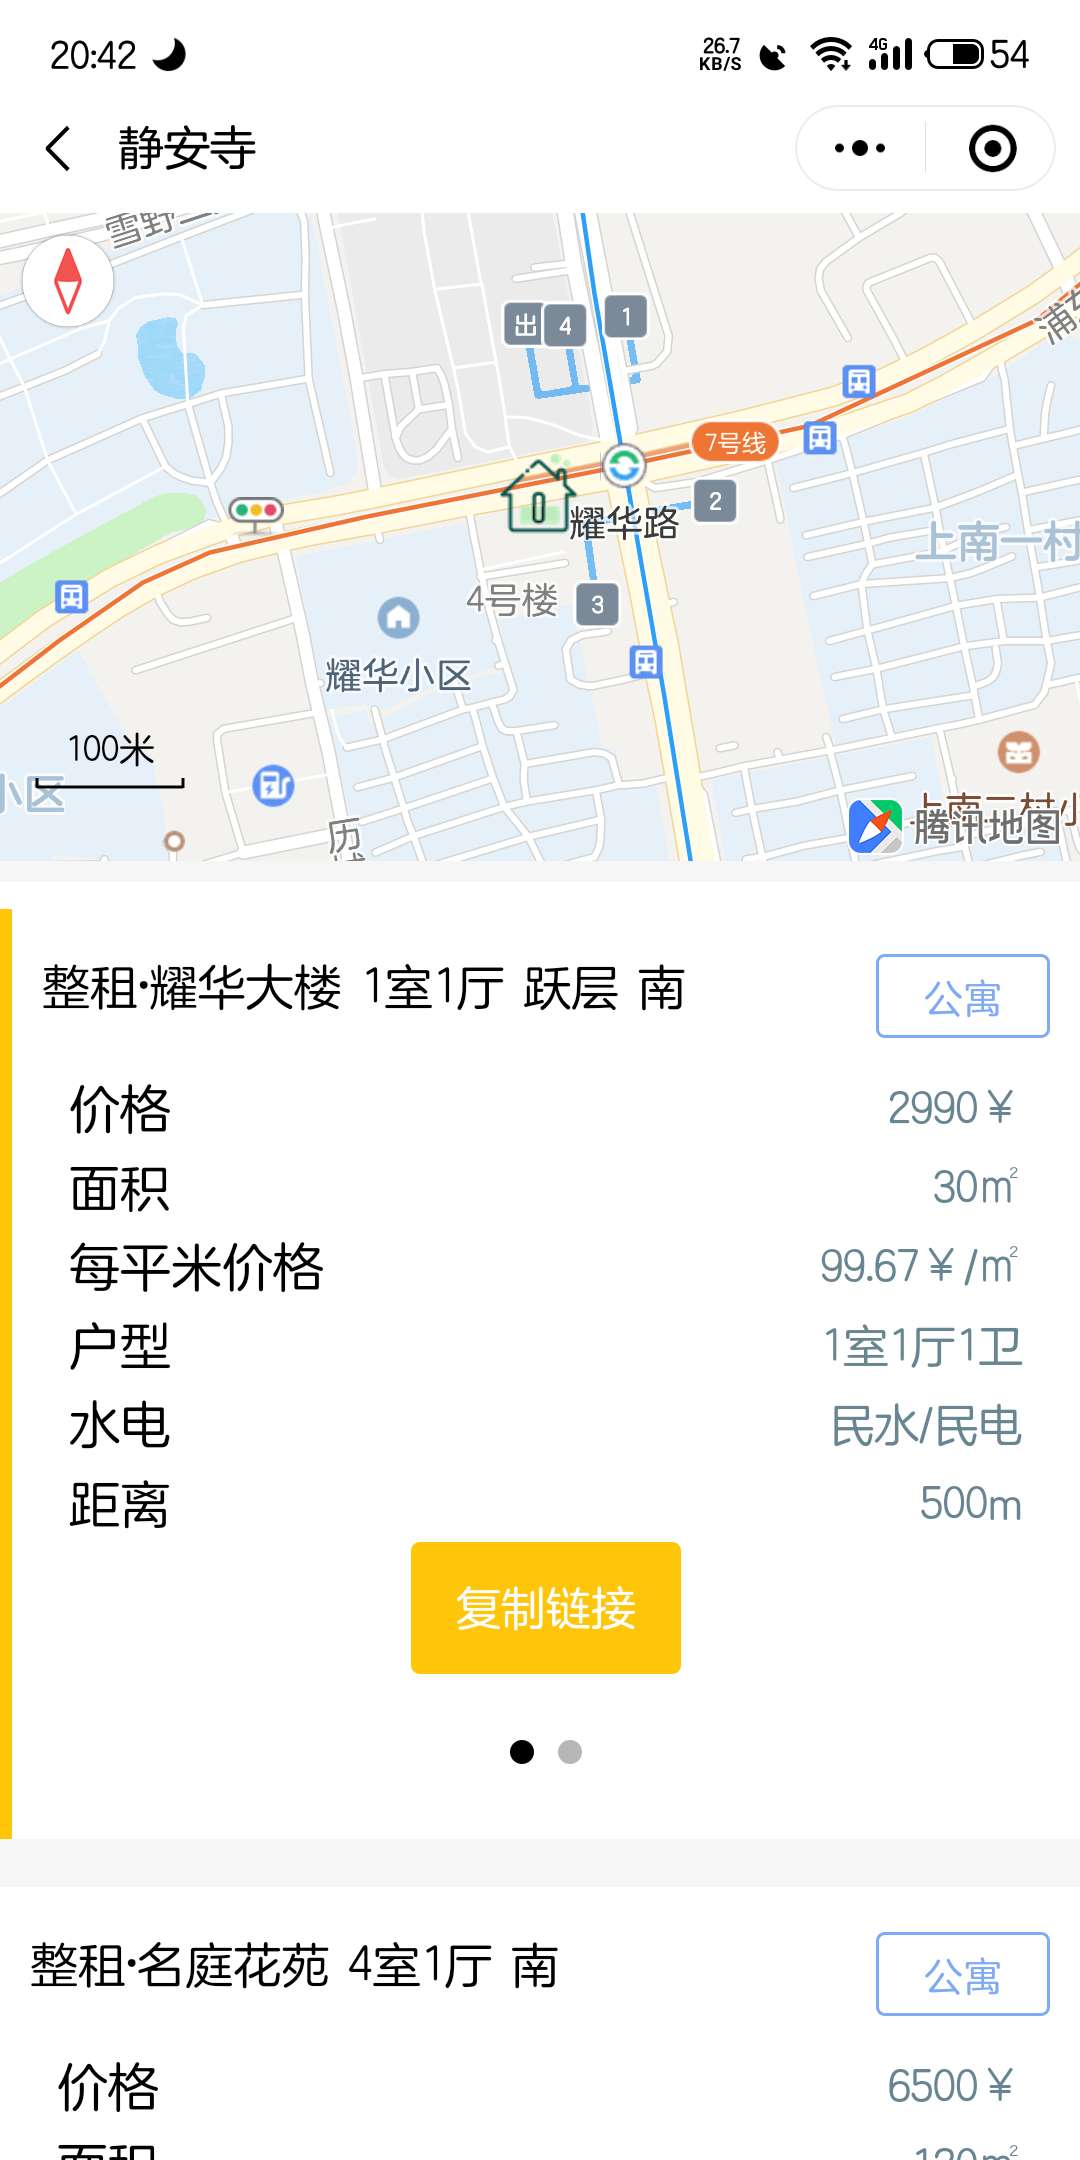 20:42
26.7
KB/S
4G
54
静安寺
雪野二
浦东
出 4
1
7号线
2
耀华路
上南一村
4号楼
3
耀华小区
100米
小区
历城
上南二村小
腾讯地图
整租·耀华大楼 1室1厅 跃层 南
公寓
价格
2990¥
面积
30㎡
每平米价格
99.67¥/㎡
户型
1室1厅1卫
水电
民水/民电
距离
500m
复制链接
整租·名庭花苑 4室1厅 南
公寓
价格
6500¥
面积